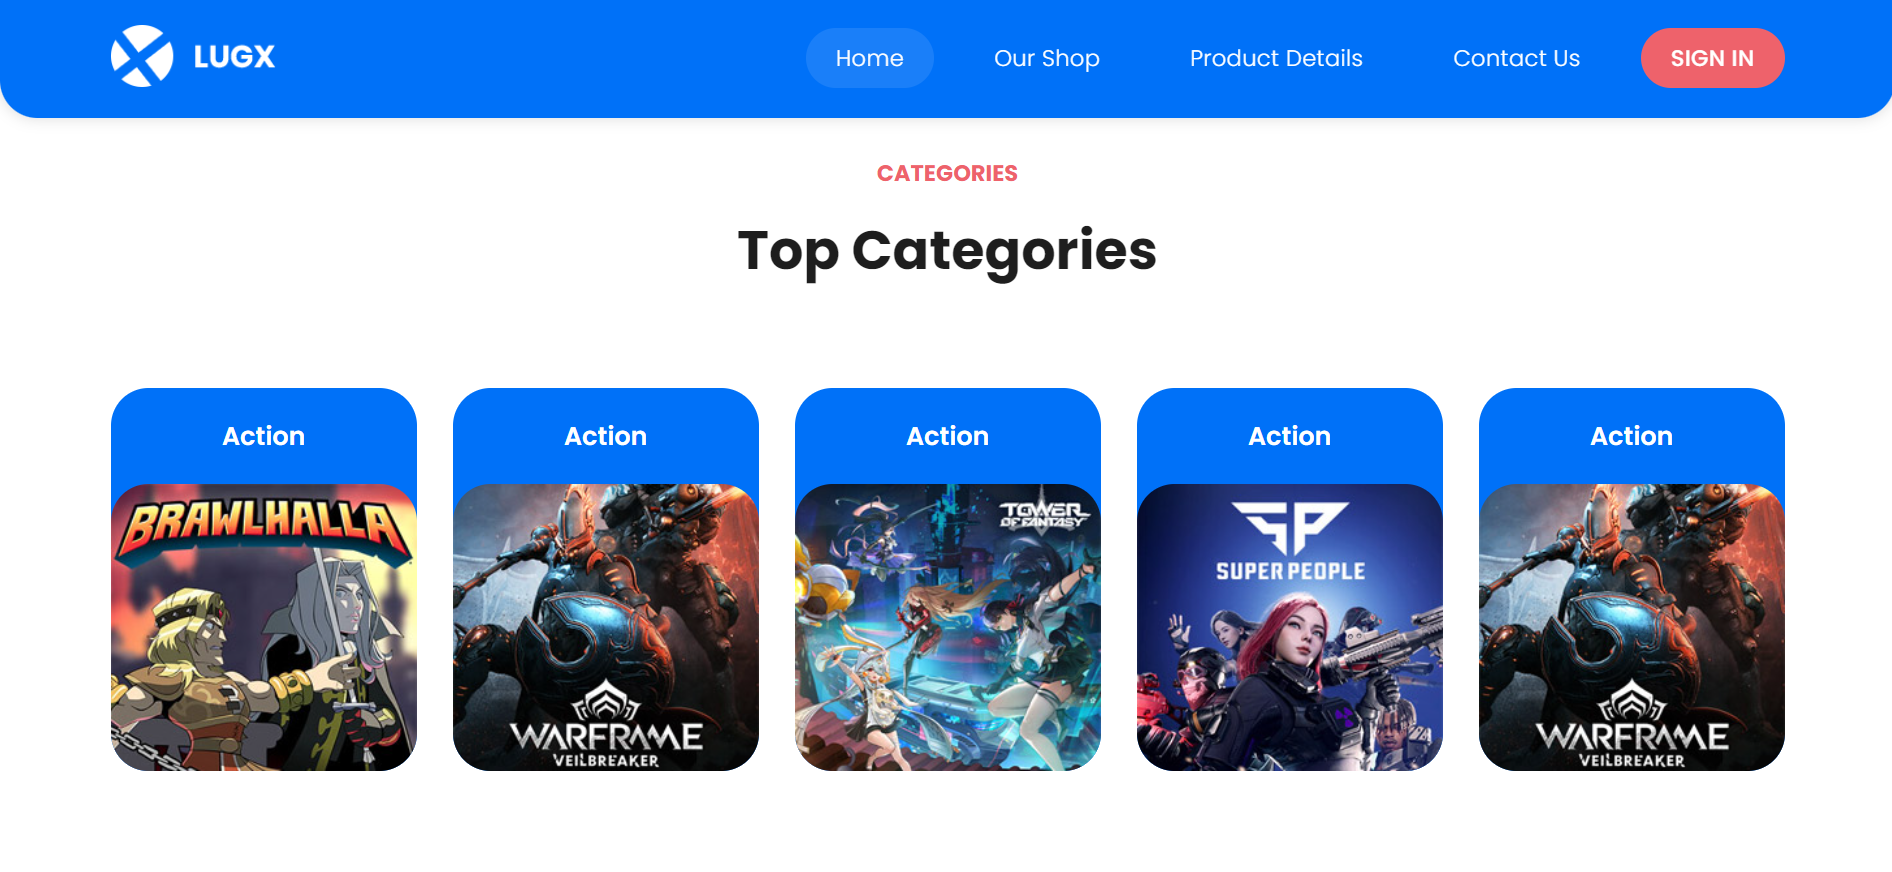 LUGX
Home
Our Shop
Product Details
Contact Us
SIGN IN
CATEGORIES
Top Categories
Action
Action
Action
Action
Action
BRAWLHALLA
WARFRAME
VEILBREAKER
TOWER
OF FANTASY
SP
SUPER PEOPLE
WARFRAME
VEILBREAKER